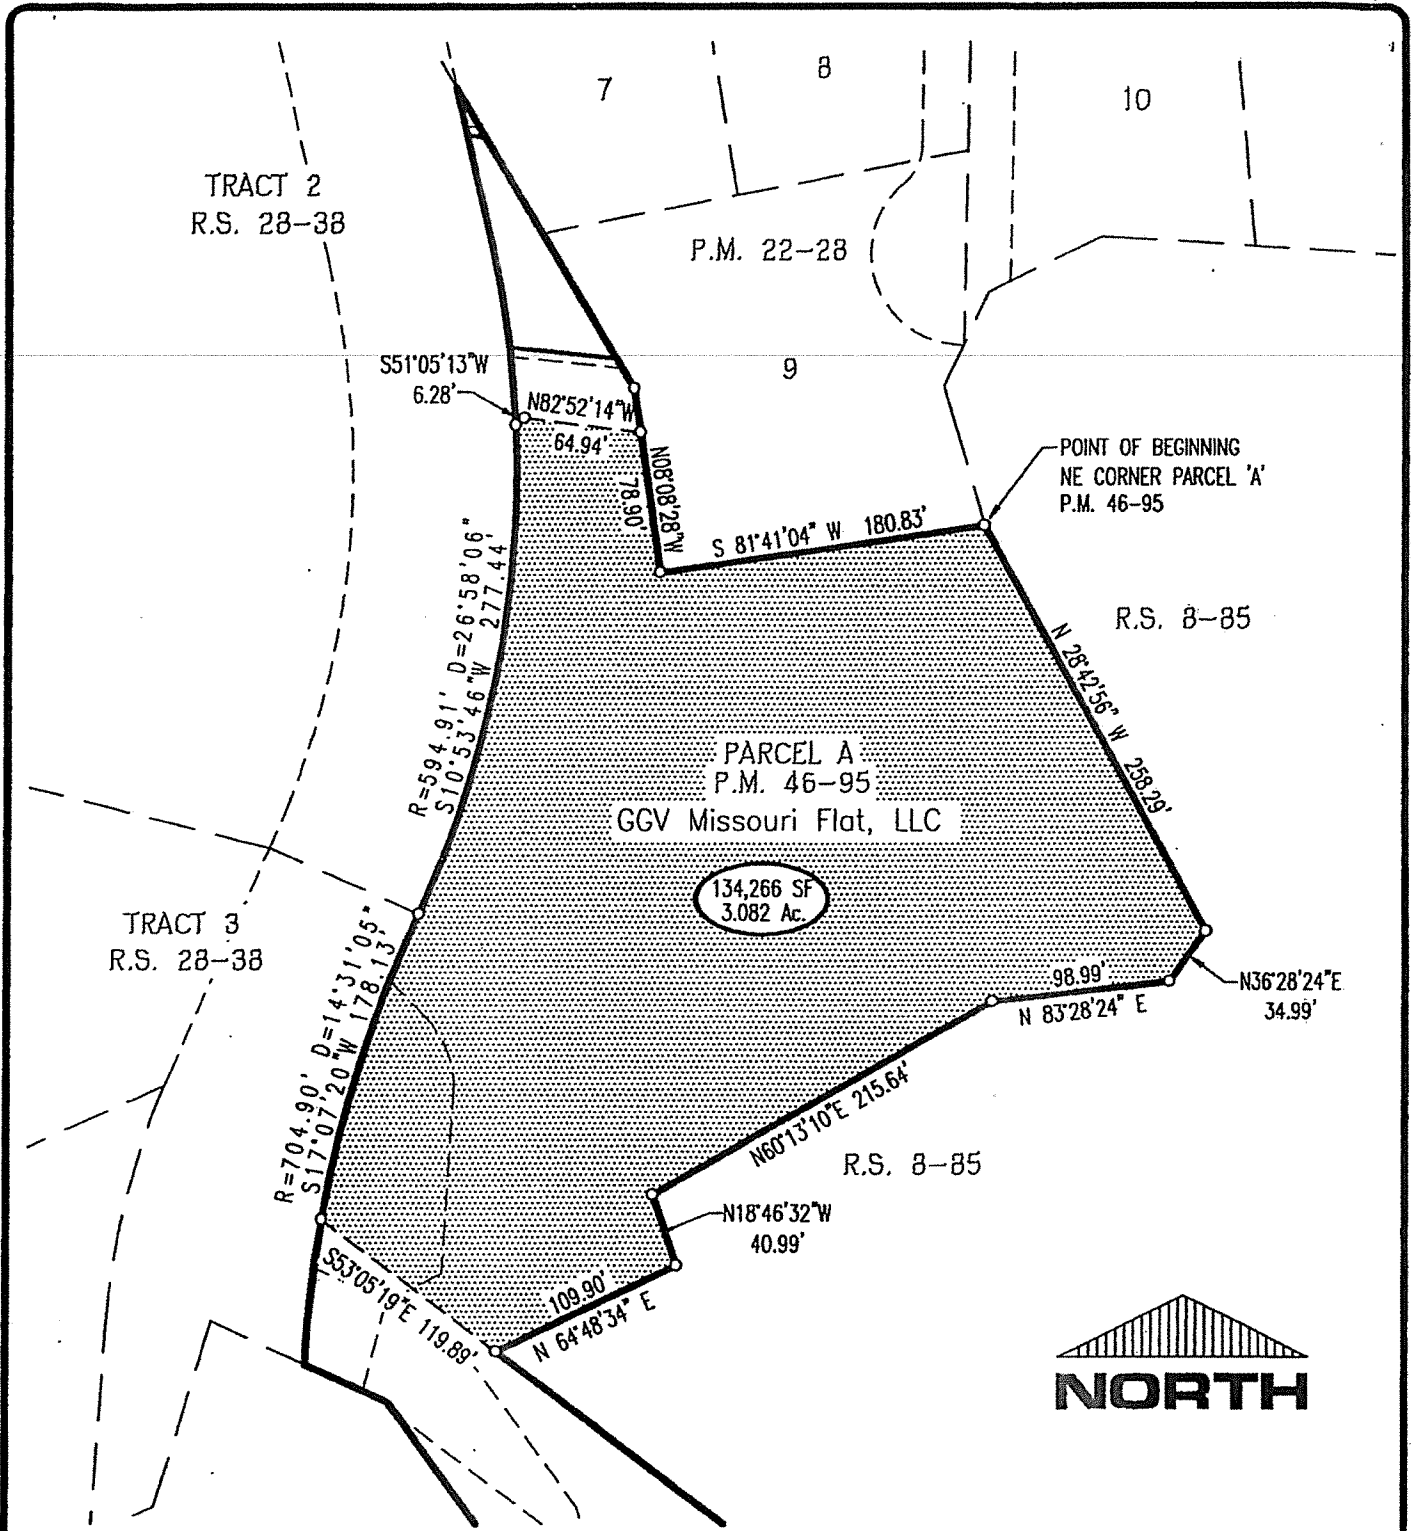 7
8
10
TRACT 2
R.S. 28-38
P.M. 22-28
9
S51°05'13"W
6.28'
N82°52'14"W
64.94'
N08°08'28"W
78.90'
POINT OF BEGINNING
NE CORNER PARCEL 'A'
P.M. 46-95
S 81°41'04" W 180.83'
R=594.91' D=26°58'06"
S10°53'46"W 277.44'
R.S. 8-85
N 28°42'56" W 258.29'
PARCEL A
P.M. 46-95
GGV Missouri Flat, LLC
134,266 SF
3.082 Ac.
TRACT 3
R.S. 28-38
R=704.90' D=14°31'05"
S17°07'20"W 178.13'
98.99'
N 83°28'24" E
N36°28'24"E
34.99'
N60°13'10"E 215.64'
R.S. 8-85
N18°46'32"W
40.99'
S53°05'19"E 119.89'
109.90'
N 64°48'34" E
NORTH